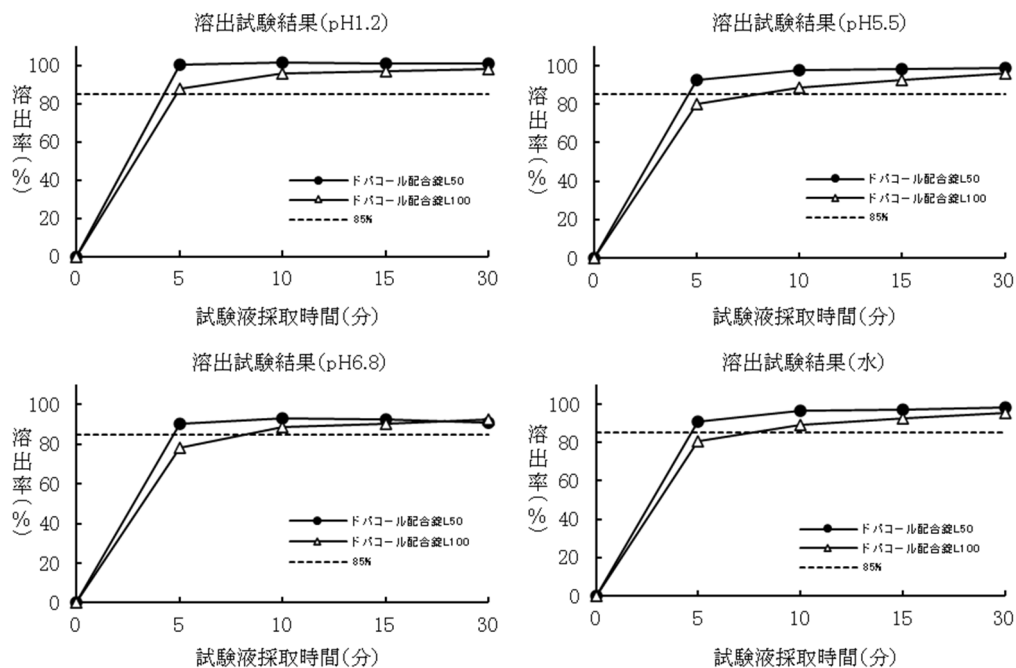 溶出試験結果(pH1.2)
溶出率(%)
100
80
60
40
20
0
ドパコール配合錠L50
ドパコール配合錠L100
85%
0 5 10 15 30
試験液採取時間(分)
溶出試験結果(pH5.5)
溶出率(%)
100
80
60
40
20
0
ドパコール配合錠L50
ドパコール配合錠L100
85%
0 5 10 15 30
試験液採取時間(分)
溶出試験結果(pH6.8)
溶出率(%)
100
80
60
40
20
0
ドパコール配合錠L50
ドパコール配合錠L100
85%
0 5 10 15 30
試験液採取時間(分)
溶出試験結果(水)
溶出率(%)
100
80
60
40
20
0
ドパコール配合錠L50
ドパコール配合錠L100
85%
0 5 10 15 30
試験液採取時間(分)